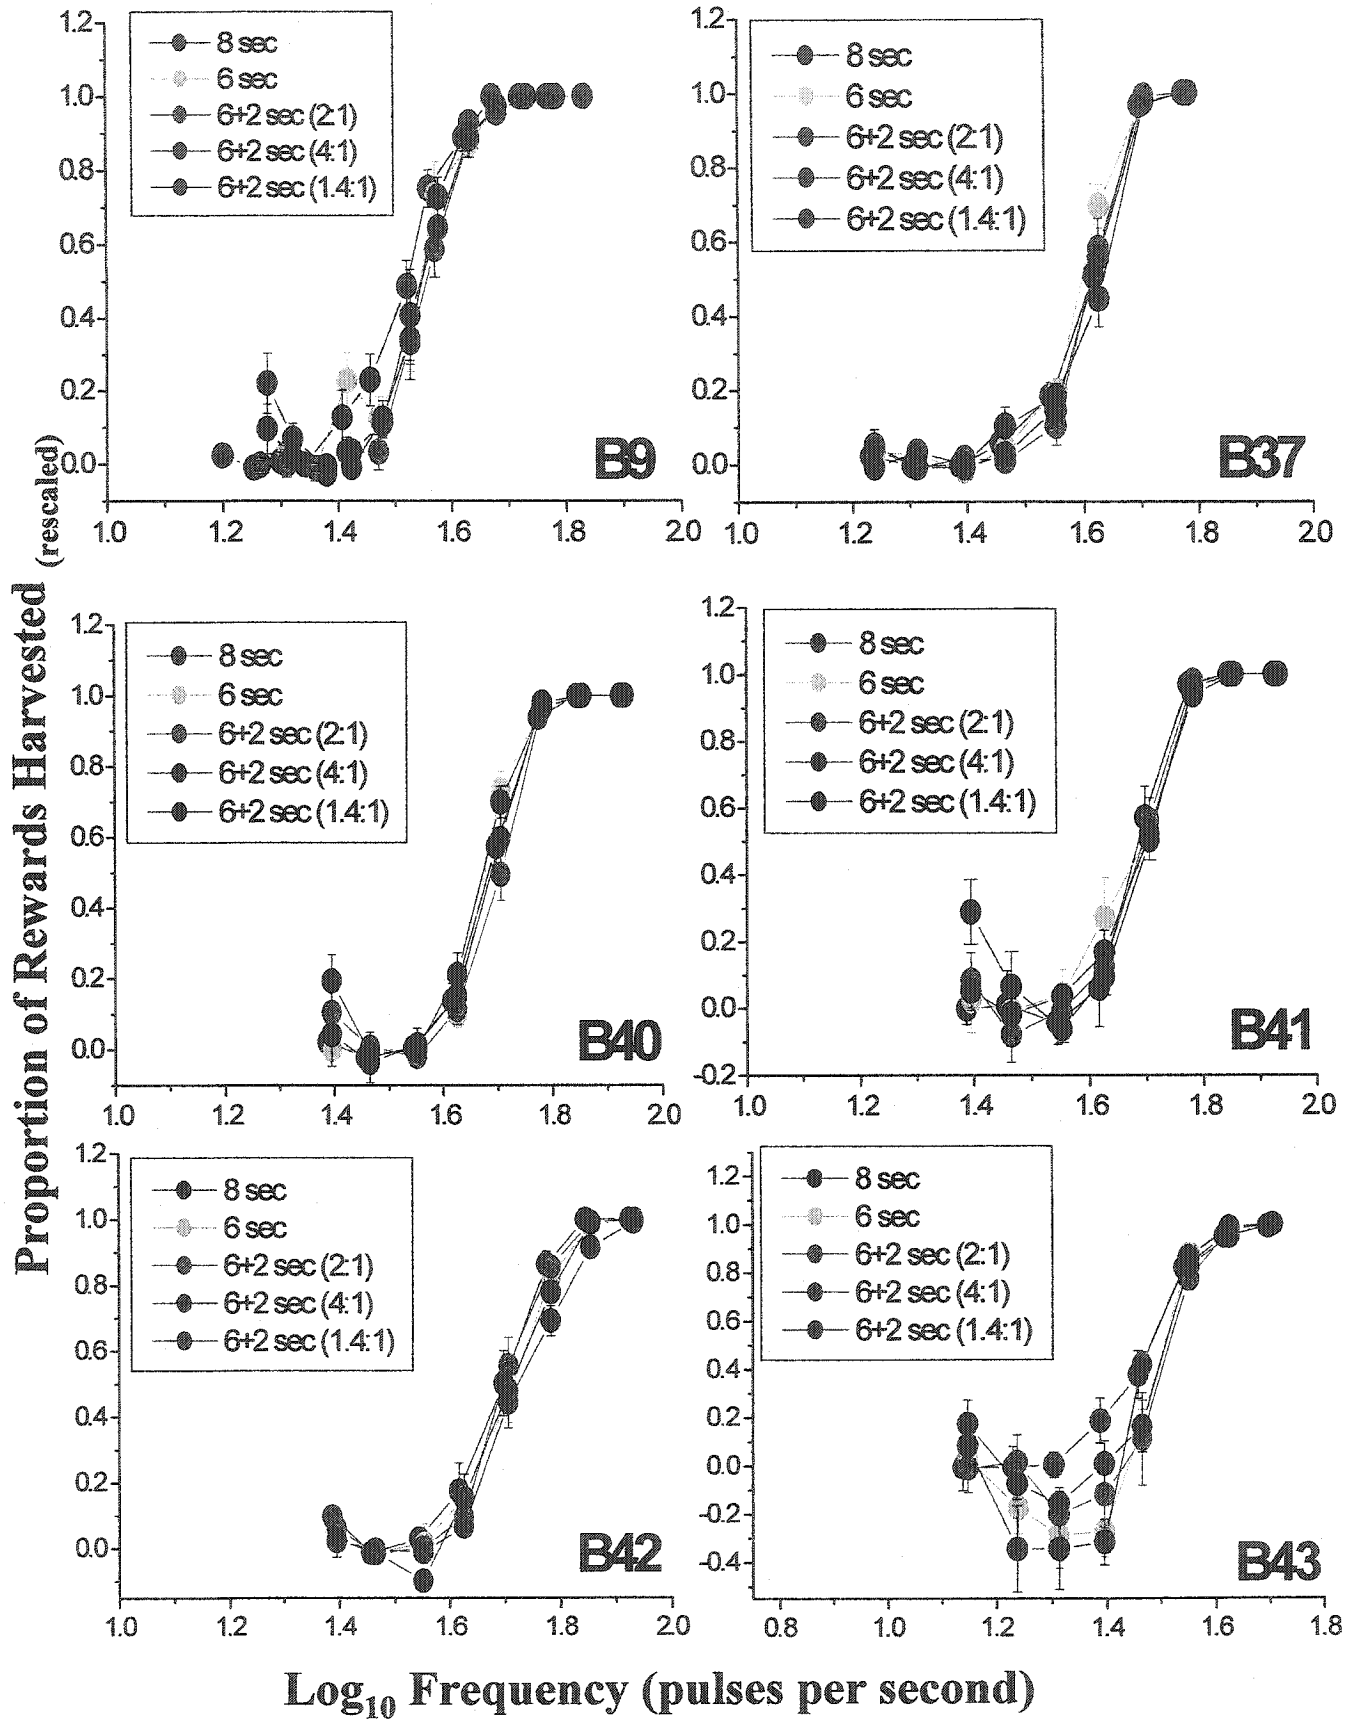 Proportion of Rewards Harvested (rescaled)
1.2
1.0
0.8
0.6
0.4
0.2
0.0
8 sec
6 sec
6+2 sec (2:1)
6+2 sec (4:1)
6+2 sec (1.4:1)
B9
1.0 1.2 1.4 1.6 1.8 2.0
1.2
1.0
0.8
0.6
0.4
0.2
0.0
8 sec
6 sec
6+2 sec (2:1)
6+2 sec (4:1)
6+2 sec (1.4:1)
B37
1.0 1.2 1.4 1.6 1.8 2.0
1.2
1.0
0.8
0.6
0.4
0.2
0.0
8 sec
6 sec
6+2 sec (2:1)
6+2 sec (4:1)
6+2 sec (1.4:1)
B40
1.0 1.2 1.4 1.6 1.8 2.0
1.2
1.0
0.8
0.6
0.4
0.2
0.0
-0.2
8 sec
6 sec
6+2 sec (2:1)
6+2 sec (4:1)
6+2 sec (1.4:1)
B41
1.0 1.2 1.4 1.6 1.8 2.0
1.2
1.0
0.8
0.6
0.4
0.2
0.0
8 sec
6 sec
6+2 sec (2:1)
6+2 sec (4:1)
6+2 sec (1.4:1)
B42
1.0 1.2 1.4 1.6 1.8 2.0
1.2
1.0
0.8
0.6
0.4
0.2
0.0
-0.2
-0.4
8 sec
6 sec
6+2 sec (2:1)
6+2 sec (4:1)
6+2 sec (1.4:1)
B43
0.8 1.0 1.2 1.4 1.6 1.8
Log10 Frequency (pulses per second)